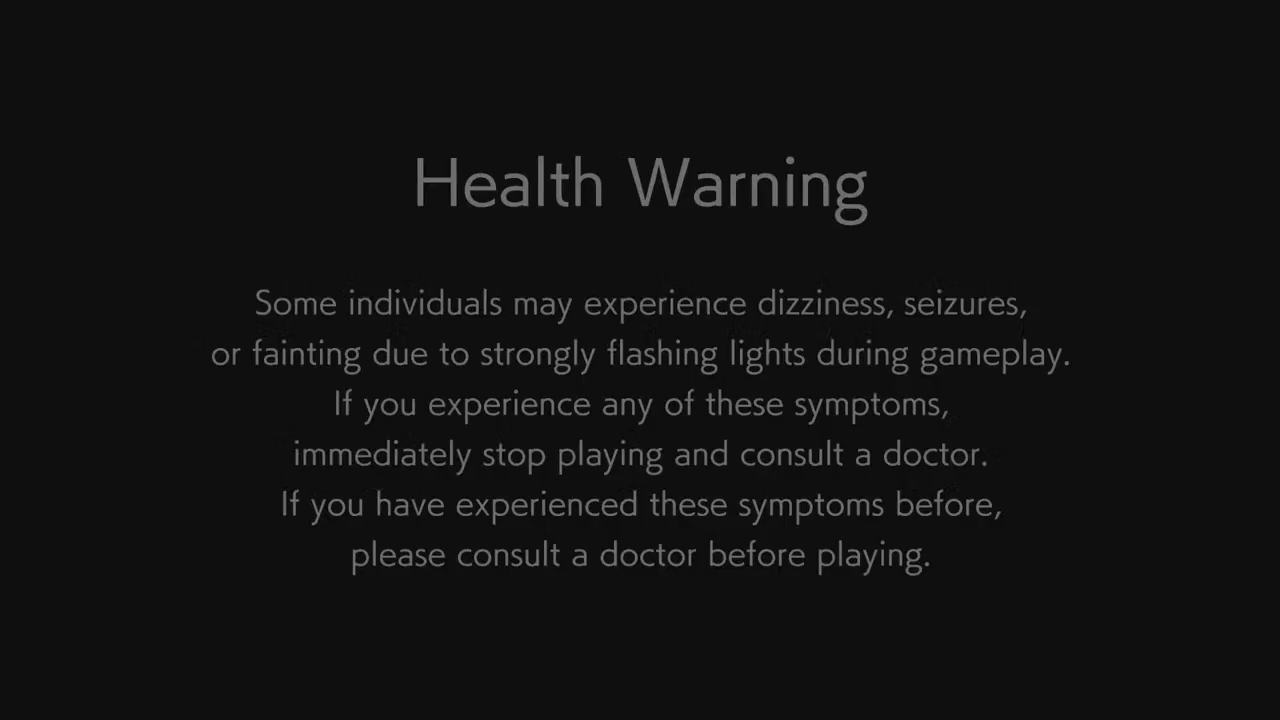 Health Warning
Some individuals may experience dizziness, seizures,
or fainting due to strongly flashing lights during gameplay.
If you experience any of these symptoms,
immediately stop playing and consult a doctor.
If you have experienced these symptoms before,
please consult a doctor before playing.